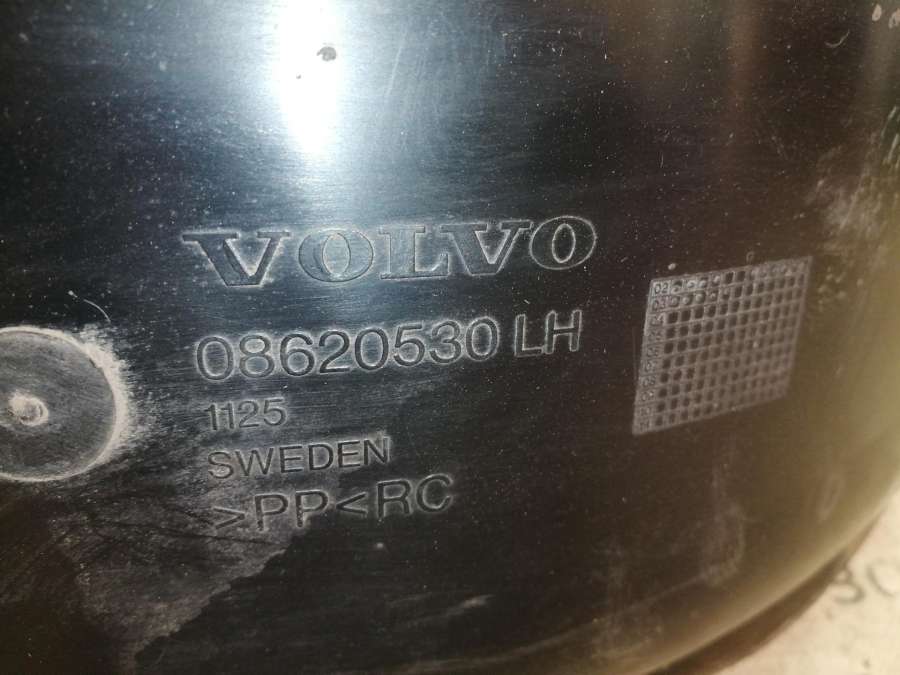 VOLVO
08620530 LH
1125
SWEDEN
>PP<RC